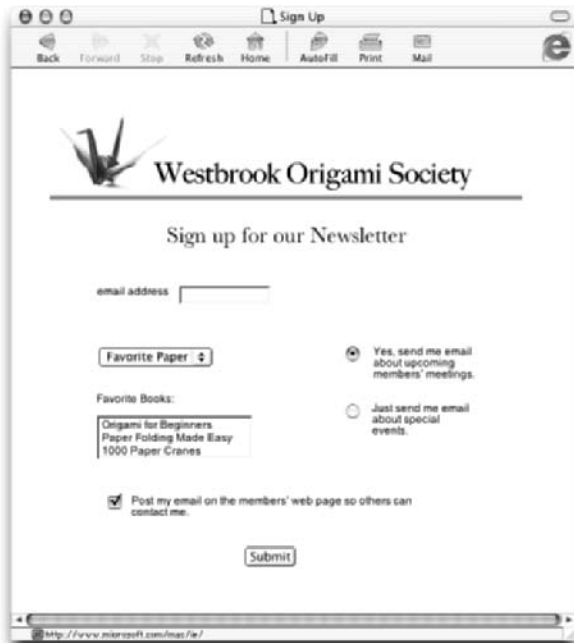 Sign Up
Back Forward Stop Refresh Home AutoFill Print Mail
Westbrook Origami Society
Sign up for our Newsletter
email address
Favorite Paper
Yes, send me email
about upcoming
members' meetings.
Favorite Books:
Origami for Beginners
Paper Folding Made Easy
1000 Paper Cranes
Just send me email
about special
events.
Post my email on the members' web page so others can
contact me.
Submit
http://www.microsoft.com/mac/ie/